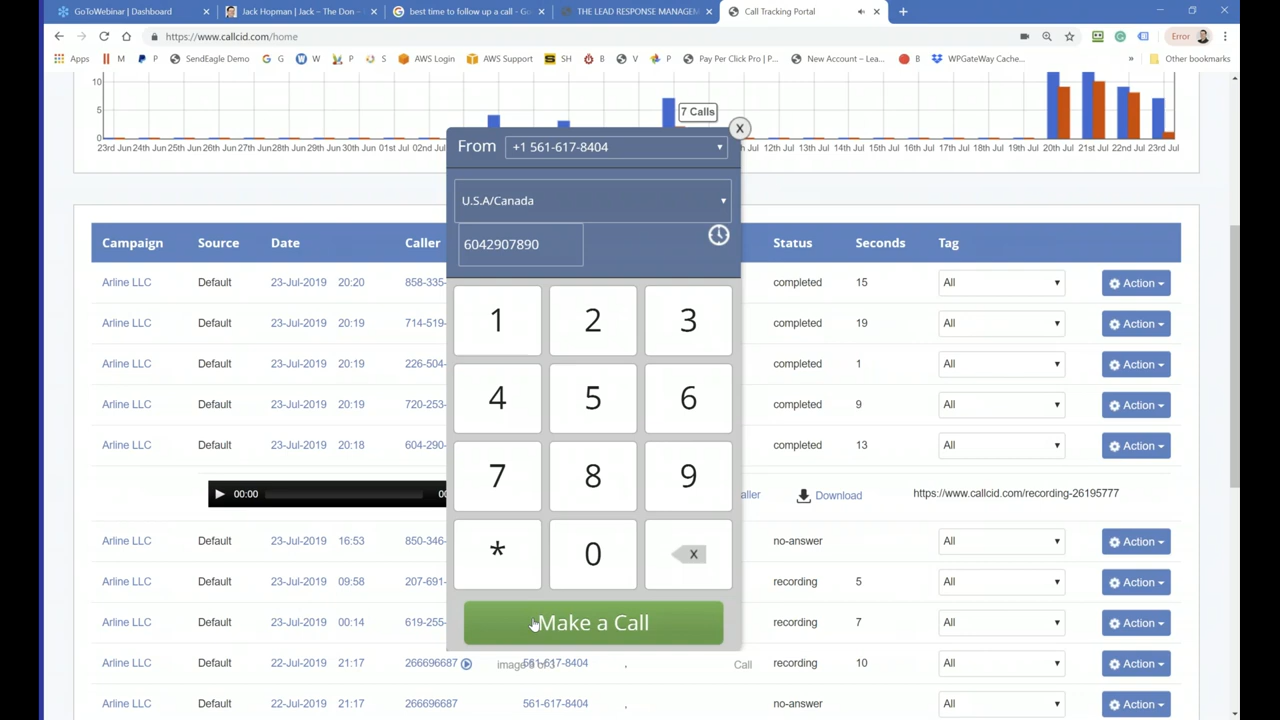 GoToWebinar | Dashboard
Jack Hopman | Jack – The Don -
best time to follow up a call - Go
THE LEAD RESPONSE MANAGEM
Call Tracking Portal
https://www.callcid.com/home
Error
Apps
M
P
SendEagle Demo
G
W
P
S
AWS Login
AWS Support
SH
B
V
P
Pay Per Click Pro | P...
New Account – Lea...
B
WPGateWay Cache...
»
Other bookmarks
10
5
0
7 Calls
23rd Jun 24th Jun 25th Jun 26th Jun 27th Jun 28th Jun 29th Jun 30th Jun 01st Jul 02nd
h Jul 12th Jul 13th Jul 14th Jul 15th Jul 16th Jul 17th Jul 18th Jul 19th Jul 20th Jul 21st Jul 22nd Jul 23rd Jul
From +1 561-617-8404
X
U.S.A/Canada
6042907890
1 2 3
4 5 6
7 8 9
* 0 X
Make a Call
Campaign Source Date Caller Status Seconds Tag
Arline LLC Default 23-Jul-2019 20:20 858-335- completed 15 All Action
Arline LLC Default 23-Jul-2019 20:19 714-519- completed 19 All Action
Arline LLC Default 23-Jul-2019 20:19 226-504- completed 1 All Action
Arline LLC Default 23-Jul-2019 20:19 720-253- completed 9 All Action
Arline LLC Default 23-Jul-2019 20:18 604-290- completed 13 All Action
00:00 aller Download https://www.callcid.com/recording-26195777
Arline LLC Default 23-Jul-2019 16:53 850-346- no-answer All Action
Arline LLC Default 23-Jul-2019 09:58 207-691- recording 5 All Action
Arline LLC Default 23-Jul-2019 00:14 619-255- recording 7 All Action
Arline LLC Default 22-Jul-2019 21:17 266696687 561-617-8404 , Call recording 10 All Action
Arline LLC Default 22-Jul-2019 21:17 266696687 561-617-8404 , no-answer All Action